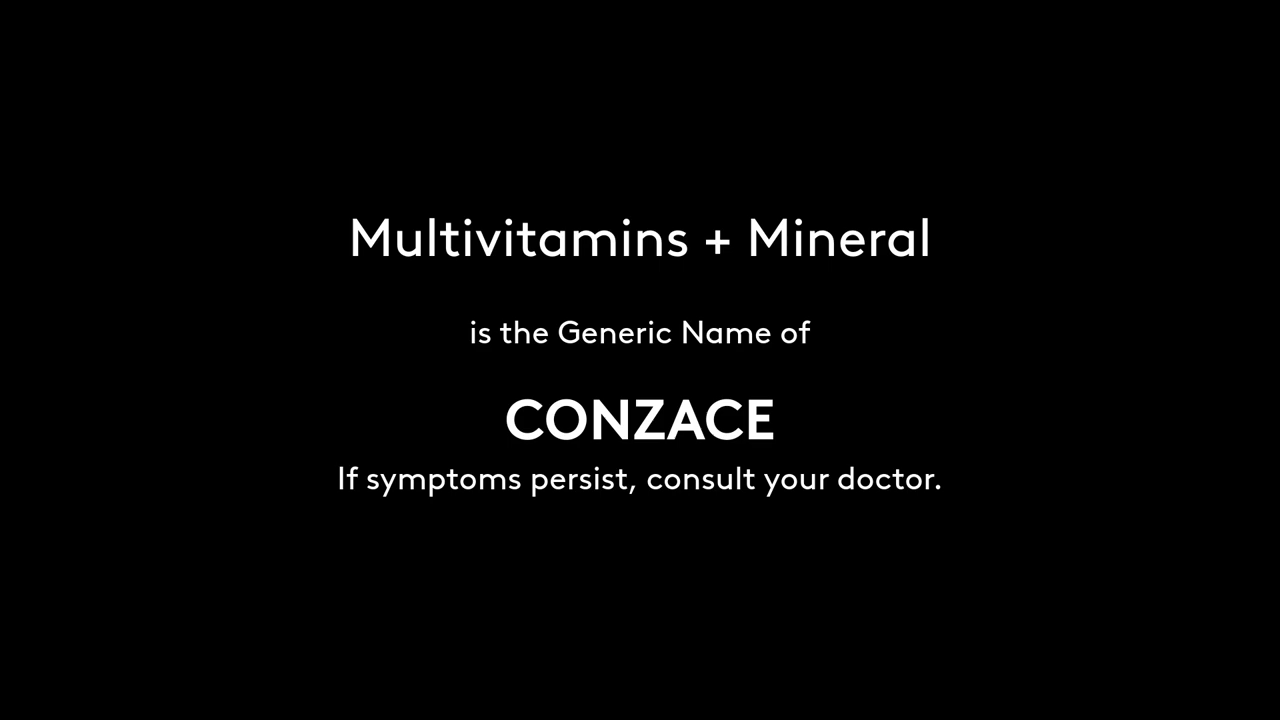 Multivitamins + Mineral
is the Generic Name of
CONZACE
If symptoms persist, consult your doctor.